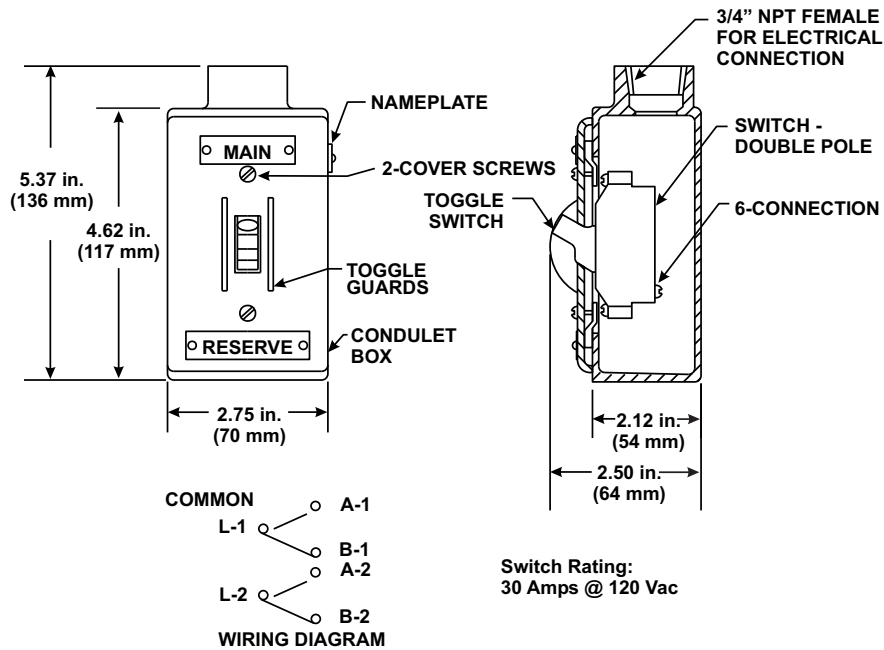 3/4” NPT FEMALE
FOR ELECTRICAL
CONNECTION
NAMEPLATE
MAIN
2-COVER SCREWS
5.37 in.
(136 mm)
4.62 in.
(117 mm)
TOGGLE
SWITCH
SWITCH -
DOUBLE POLE
6-CONNECTION
TOGGLE
GUARDS
RESERVE
CONDULET
BOX
2.75 in.
(70 mm)
2.12 in.
(54 mm)
2.50 in.
(64 mm)
COMMON
A-1
L-1
B-1
A-2
L-2
B-2
WIRING DIAGRAM
Switch Rating:
30 Amps @ 120 Vac